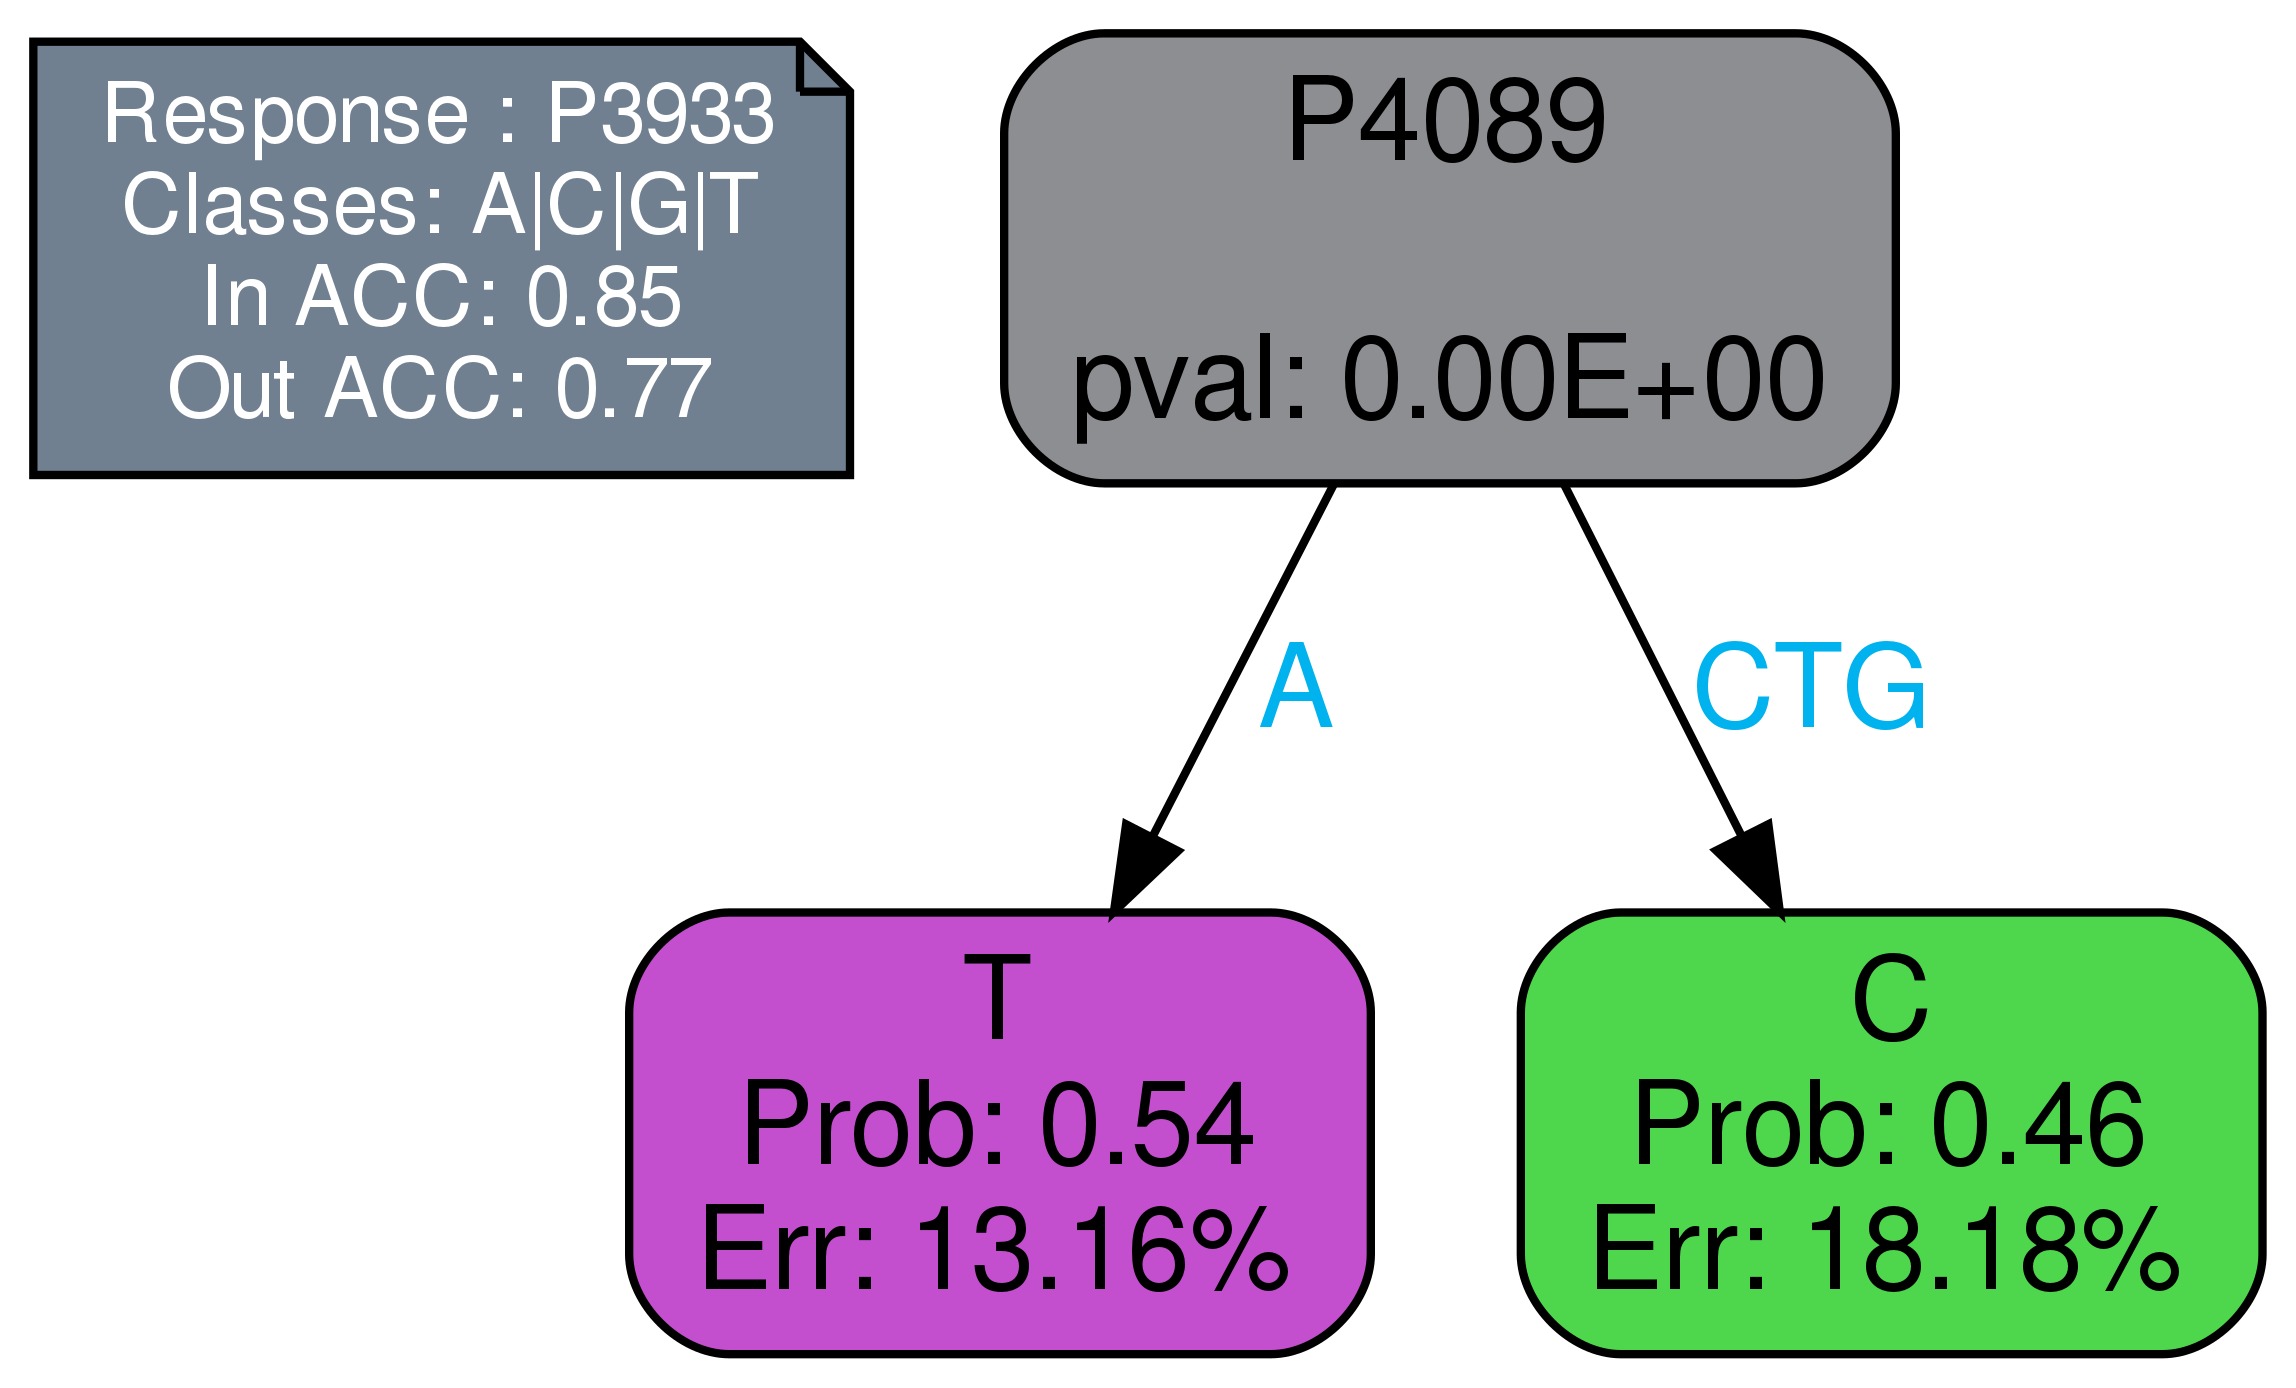 Response : P3933
Classes: A|C|G|T
In ACC: 0.85
Out ACC: 0.77
P4089
pval: 0.00E+00
A
CTG
T
Prob: 0.54
Err: 13.16%
C
Prob: 0.46
Err: 18.18%